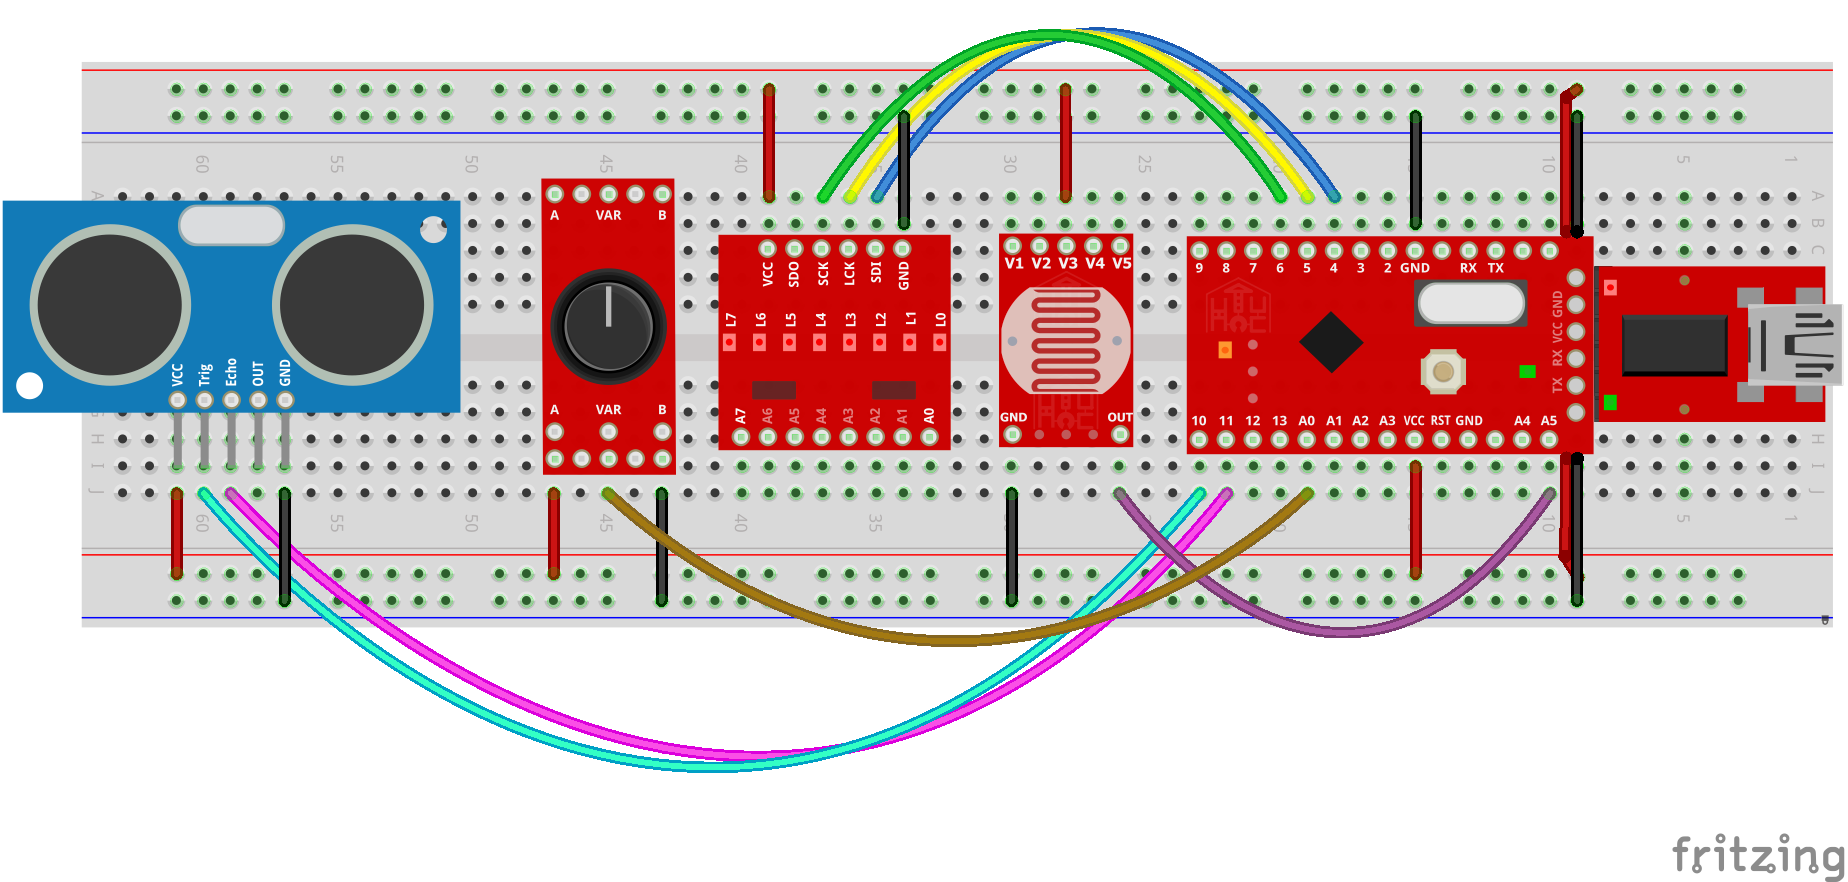 60 55 50 45 40 35 30 25 20 10 5 1
A A
B
C
A VAR B
VCC SDO SCK LCK SDI GND
V1 V2 V3 V4 V5
9 8 7 6 5 4 3 2 GND RX TX
L7 L6 L5 L4 L3 L2 L1 L0
TX RX VCC GND
VCC Trig Echo OUT GND
A VAR B
A7 A6 A5 A4 A3 A2 A1 A0
GND OUT
10 11 12 13 A0 A1 A2 A3 VCC RST GND A4 A5
H H
I I
J J
60 55 50 45 40 35 10 5 1
fritzing